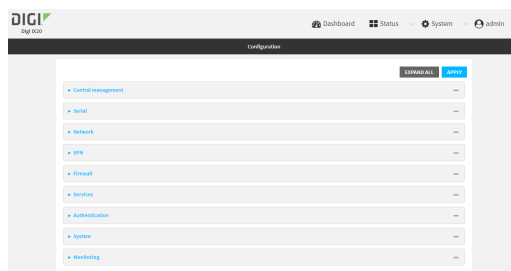 DIGI
Digi IX20
Dashboard
Status
System
admin
Configuration
EXPAND ALL
APPLY
Central management
Serial
Network
VPN
Firewall
Services
Authentication
System
Monitoring